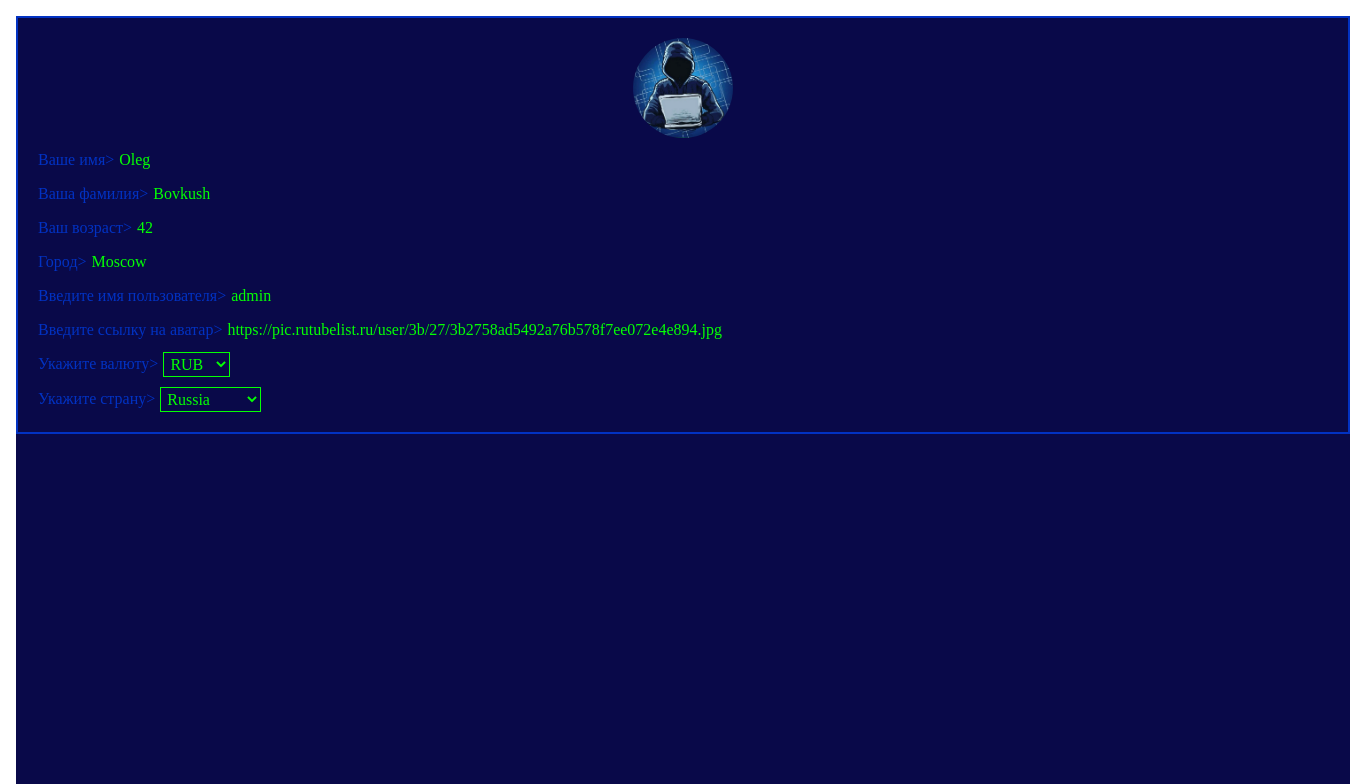 Ваше имя> Oleg
Ваша фамилия> Bovkush
Ваш возраст> 42
Город> Moscow
Введите имя пользователя> admin
Введите ссылку на аватар> https://pic.rutubelist.ru/user/3b/27/3b2758ad5492a76b578f7ee072e4e894.jpg
Укажите валюту> RUB
Укажите страну> Russia